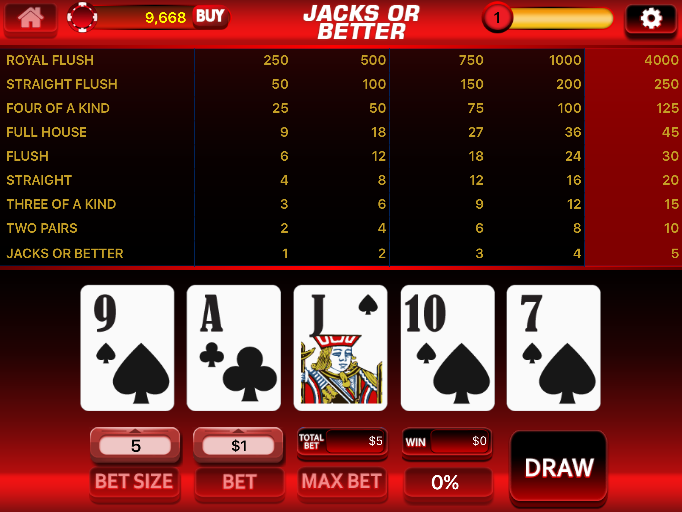 9,668 BUY
JACKS OR
BETTER
1
ROYAL FLUSH 250 500 750 1000 4000
STRAIGHT FLUSH 50 100 150 200 250
FOUR OF A KIND 25 50 75 100 125
FULL HOUSE 9 18 27 36 45
FLUSH 6 12 18 24 30
STRAIGHT 4 8 12 16 20
THREE OF A KIND 3 6 9 12 15
TWO PAIRS 2 4 6 8 10
JACKS OR BETTER 1 2 3 4 5
9 A J 10 7
5 $1 TOTAL BET $5 WIN $0
BET SIZE BET MAX BET 0% DRAW